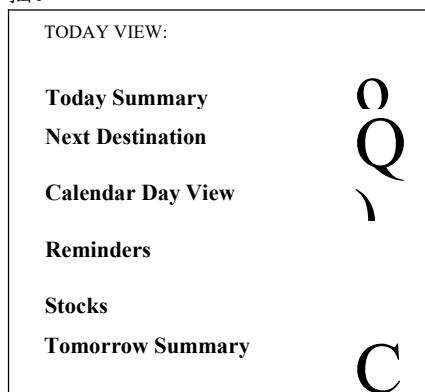 TODAY VIEW:
Today Summary
Next Destination Q
Calendar Day View
Reminders
Stocks
Tomorrow Summary
C